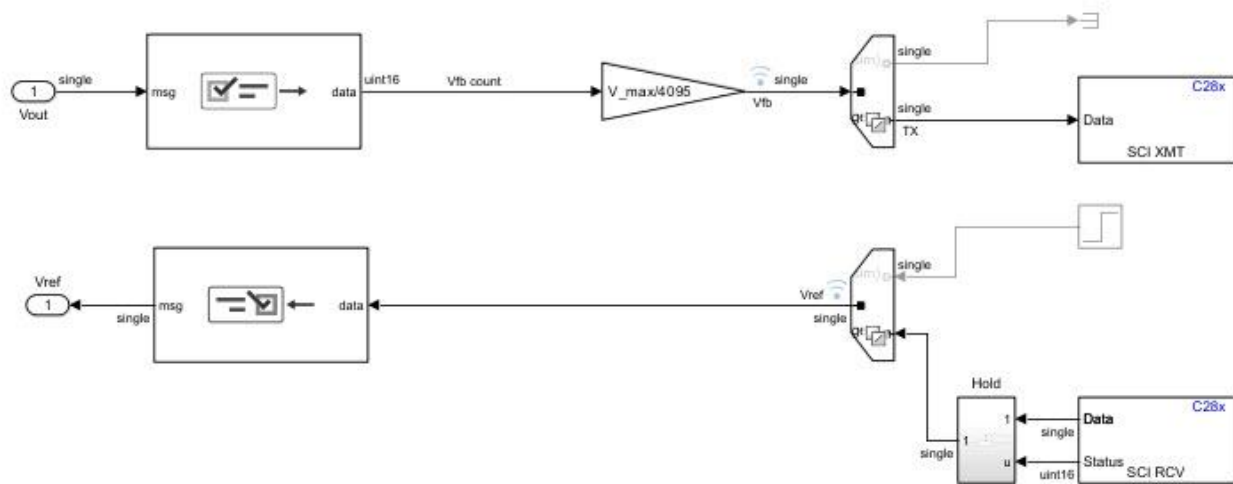 single
1
Vout
msg
data
uint16
Vfb count
V_max/4095
single
Vfb
single
single
TX
C28x
Data
SCI XMT
Vref
1
msg
single
data
Vref
single
single
Hold
1
u
1
single
C28x
Data
single
Status
uint16
SCI RCV